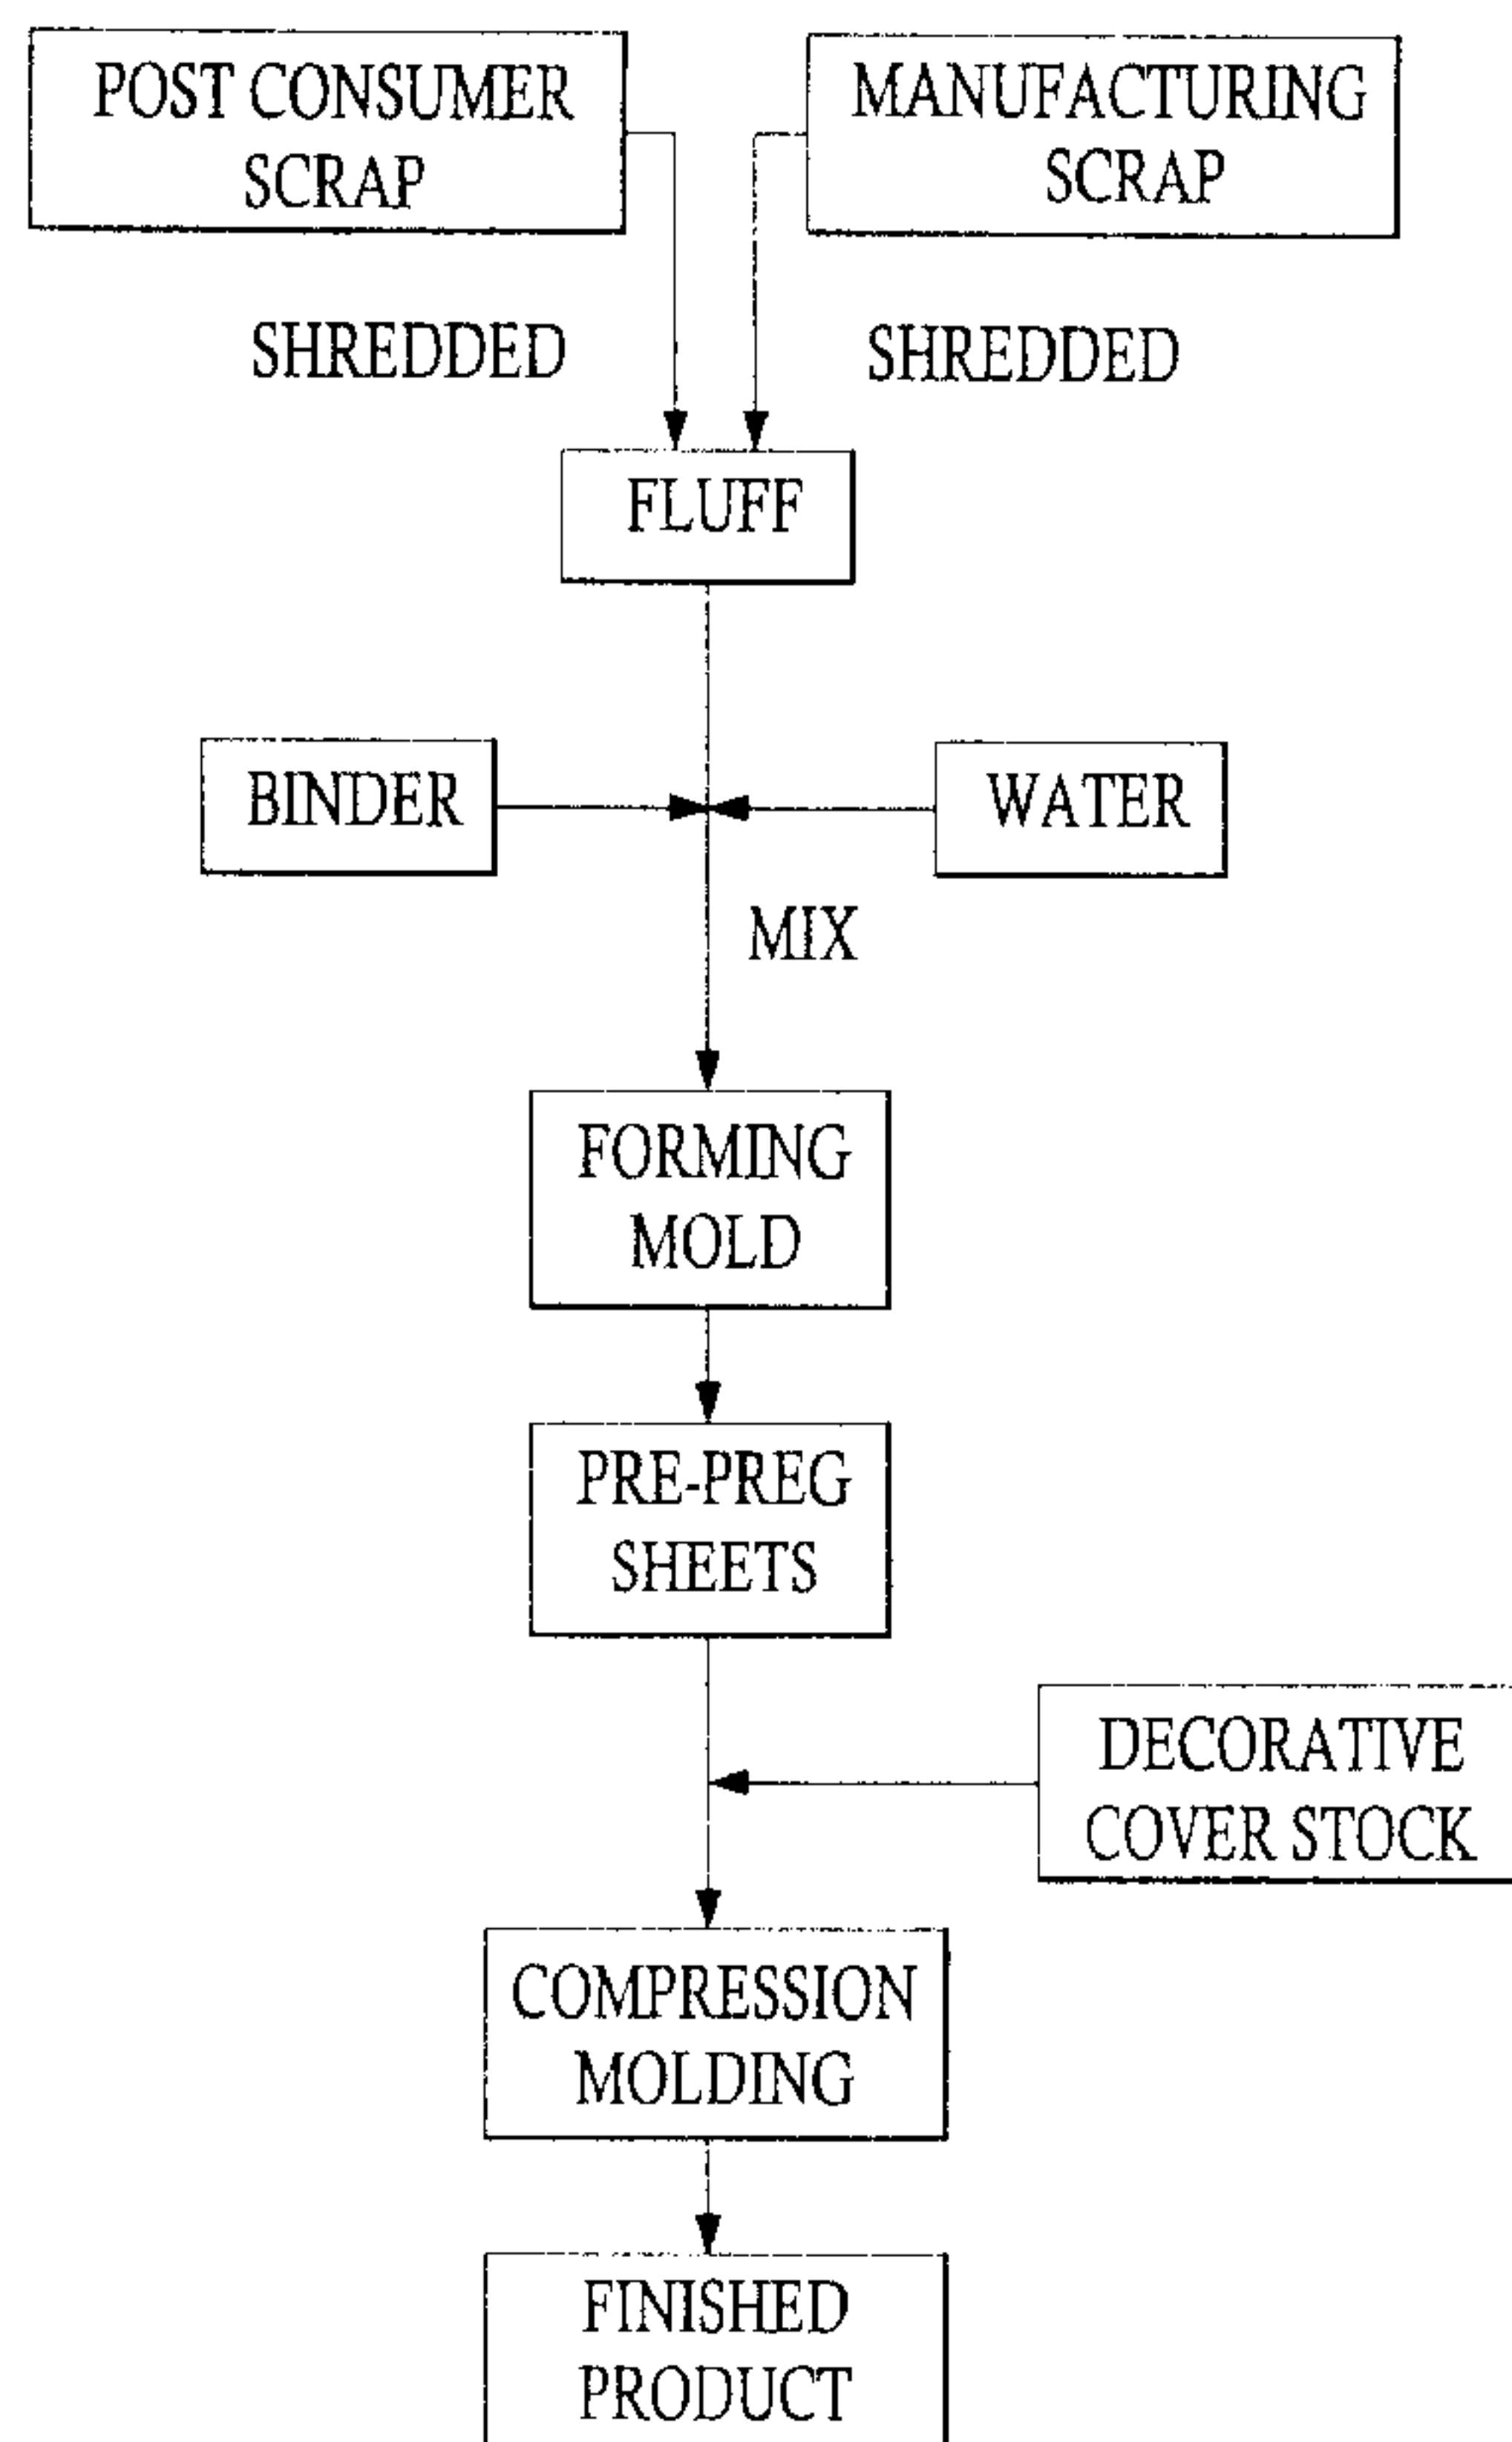 POST CONSUMER
SCRAP
MANUFACTURING
SCRAP
SHREDDED
SHREDDED
FLUFF
BINDER
WATER
MIX
FORMING
MOLD
PRE-PREG
SHEETS
DECORATIVE
COVER STOCK
COMPRESSION
MOLDING
FINISHED
PRODUCT